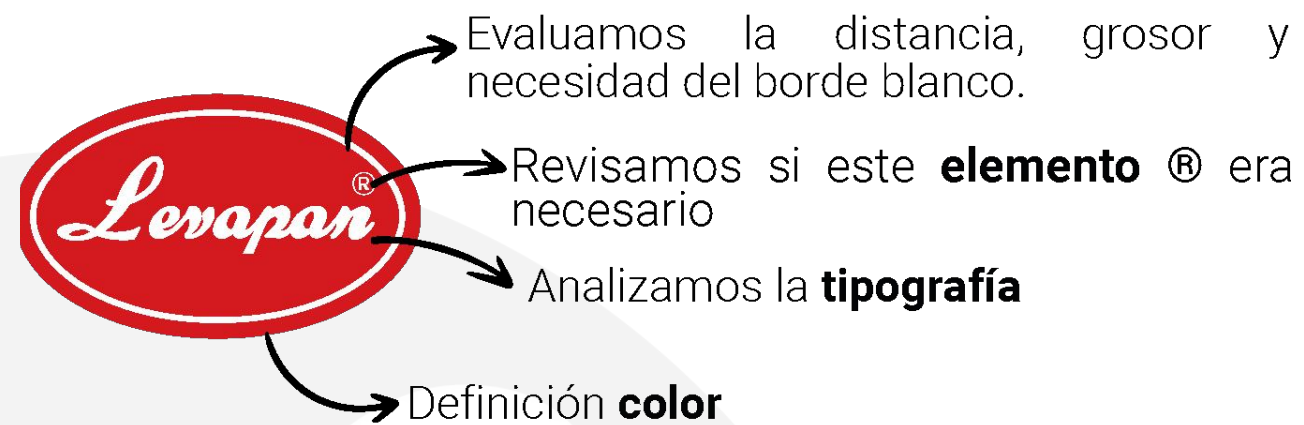 Evaluamos la distancia, grosor y
necesidad del borde blanco.
Revisamos si este elemento ® era
necesario
Levapan®
Analizamos la tipografía
Definición color